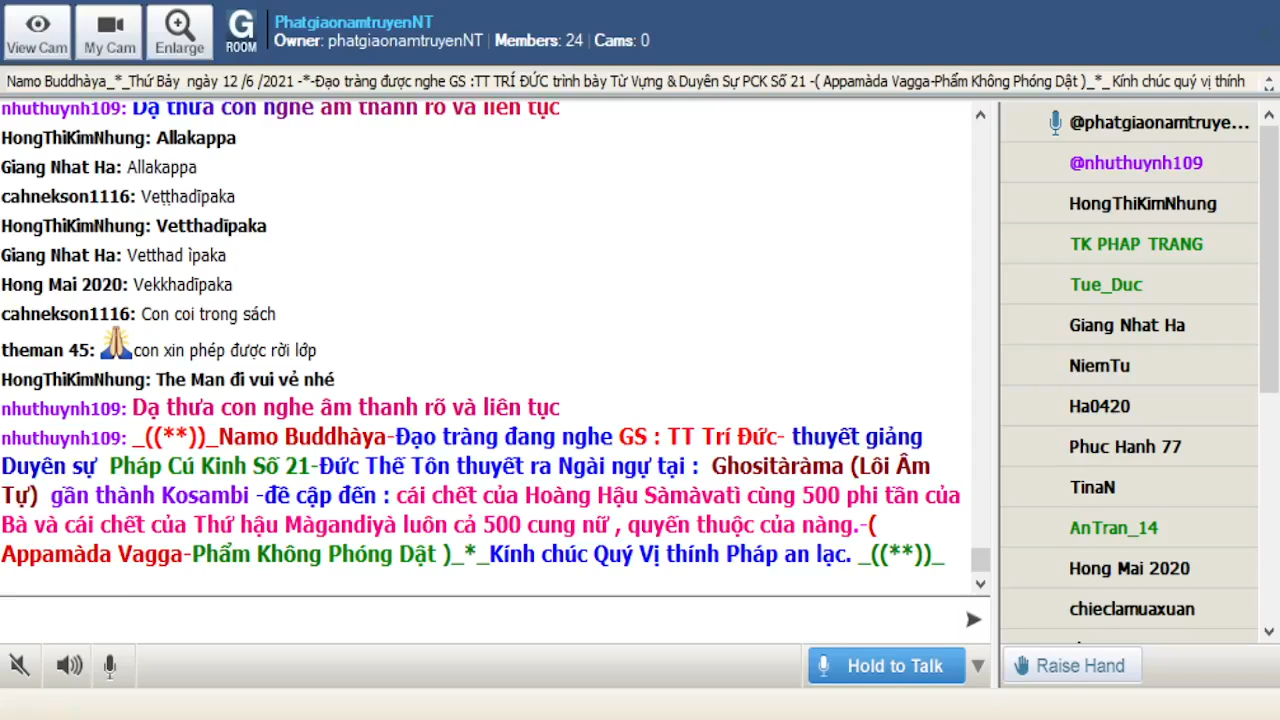 View Cam
My Cam
Enlarge
G
ROOM
PhatgiaonamtruyenNT
Owner: phatgiaonamtruyenNT | Members: 24 | Cams: 0
Namo Buddhàya_*_Thứ Bảy ngày 12 /6 /2021 -*-Đạo tràng được nghe GS :TT TRÍ ĐỨC trình bày Từ Vựng & Duyên Sự PCK Số 21 -( Appamàda Vagga-Phẩm Không Phóng Dật )_*_ Kính chúc quý vị thính
nhuthuynh109: Dạ thưa con nghe âm thanh rõ và liên tục
HongThiKimNhung: Allakappa
Giang Nhat Ha: Allakappa
cahnekson1116: Veṭṭhadīpaka
HongThiKimNhung: Vetthadīpaka
Giang Nhat Ha: Vetthad ìpaka
Hong Mai 2020: Vekkhadīpaka
cahnekson1116: Con coi trong sách
theman 45: con xin phép được rời lớp
HongThiKimNhung: The Man đi vui vẻ nhé
nhuthuynh109: Dạ thưa con nghe âm thanh rõ và liên tục
nhuthuynh109: _((**))_Namo Buddhàya-Đạo tràng đang nghe GS : TT Trí Đức- thuyết giảng
Duyên sự Pháp Cú Kinh Số 21-Đức Thế Tôn thuyết ra Ngài ngự tại : Ghositàràma (Lôi Âm
Tự) gần thành Kosambi -đề cập đến : cái chết của Hoàng Hậu Sàmàvatì cùng 500 phi tần của
Bà và cái chết của Thứ hậu Màgandiyà luôn cả 500 cung nữ , quyến thuộc của nàng.-(
Appamàda Vagga-Phẩm Không Phóng Dật )_*_Kính chúc Quý Vị thính Pháp an lạc. _((**))_
@phatgiaonamtruye...
@nhuthuynh109
HongThiKimNhung
TK PHAP TRANG
Tue_Duc
Giang Nhat Ha
NiemTu
Ha0420
Phuc Hanh 77
TinaN
AnTran_14
Hong Mai 2020
chieclamuaxuan
Hold to Talk
Raise Hand